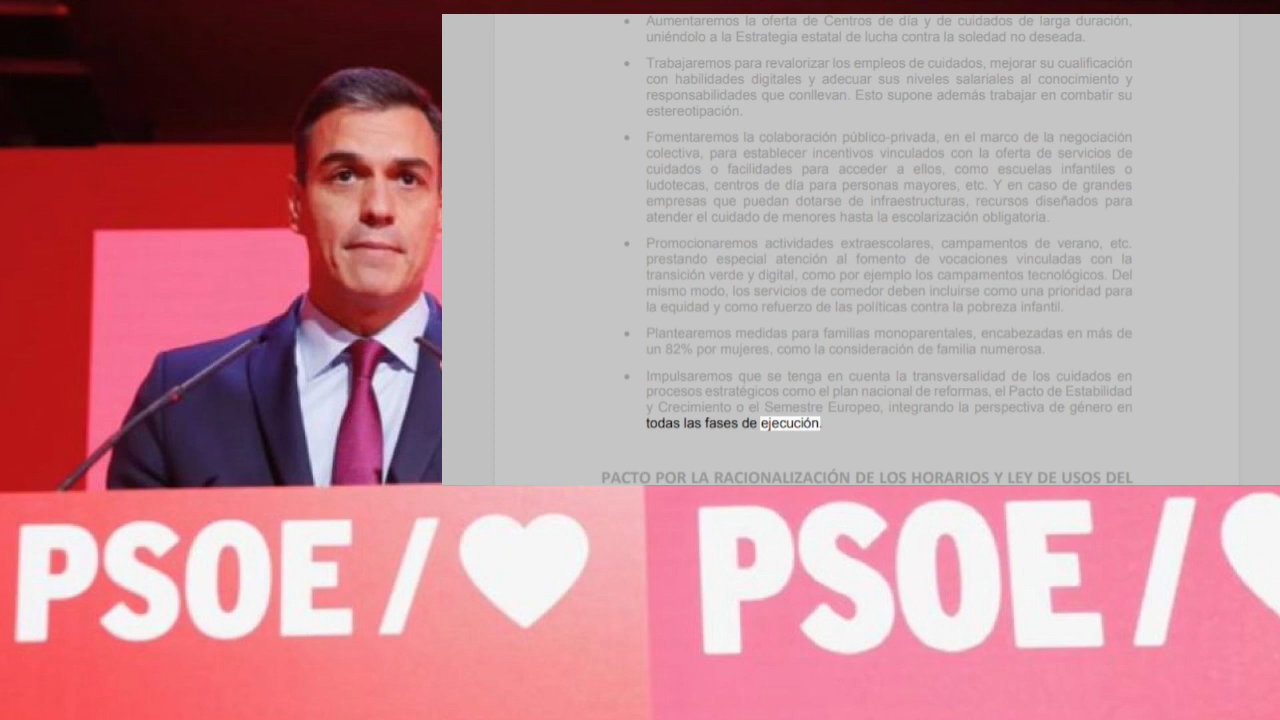 Aumentaremos la oferta de Centros de día y de cuidados de larga duración,
uniéndolo a la Estrategia estatal de lucha contra la soledad no deseada.
Trabajaremos para revalorizar los empleos de cuidados, mejorar su cualificación
con habilidades digitales y adecuar sus niveles salariales al conocimiento y
responsabilidades que conllevan. Esto supone además trabajar en combatir su
estereotipación.
Fomentaremos la colaboración público-privada, en el marco de la negociación
colectiva, para establecer incentivos vinculados con la oferta de servicios de
cuidados o facilidades para acceder a ellos, como escuelas infantiles o
ludotecas, centros de día para personas mayores, etc. Y en caso de grandes
empresas que puedan dotarse de infraestructuras, recursos diseñados para
atender el cuidado de menores hasta la escolarización obligatoria.
Promocionaremos actividades extraescolares, campamentos de verano, etc.
prestando especial atención al fomento de vocaciones vinculadas con la
transición verde y digital, como por ejemplo los campamentos tecnológicos. Del
mismo modo, los servicios de comedor deben incluirse como una prioridad para
la equidad y como refuerzo de las políticas contra la pobreza infantil.
Plantearemos medidas para familias monoparentales, encabezadas en más de
un 82% por mujeres, como la consideración de familia numerosa.
Impulsaremos que se tenga en cuenta la transversalidad de los cuidados en
procesos estratégicos como el plan nacional de reformas, el Pacto de Estabilidad
y Crecimiento o el Semestre Europeo, integrando la perspectiva de género en
todas las fases de ejecución.
PACTO POR LA RACIONALIZACIÓN DE LOS HORARIOS Y LEY DE USOS DEL
PSOE /
PSOE /